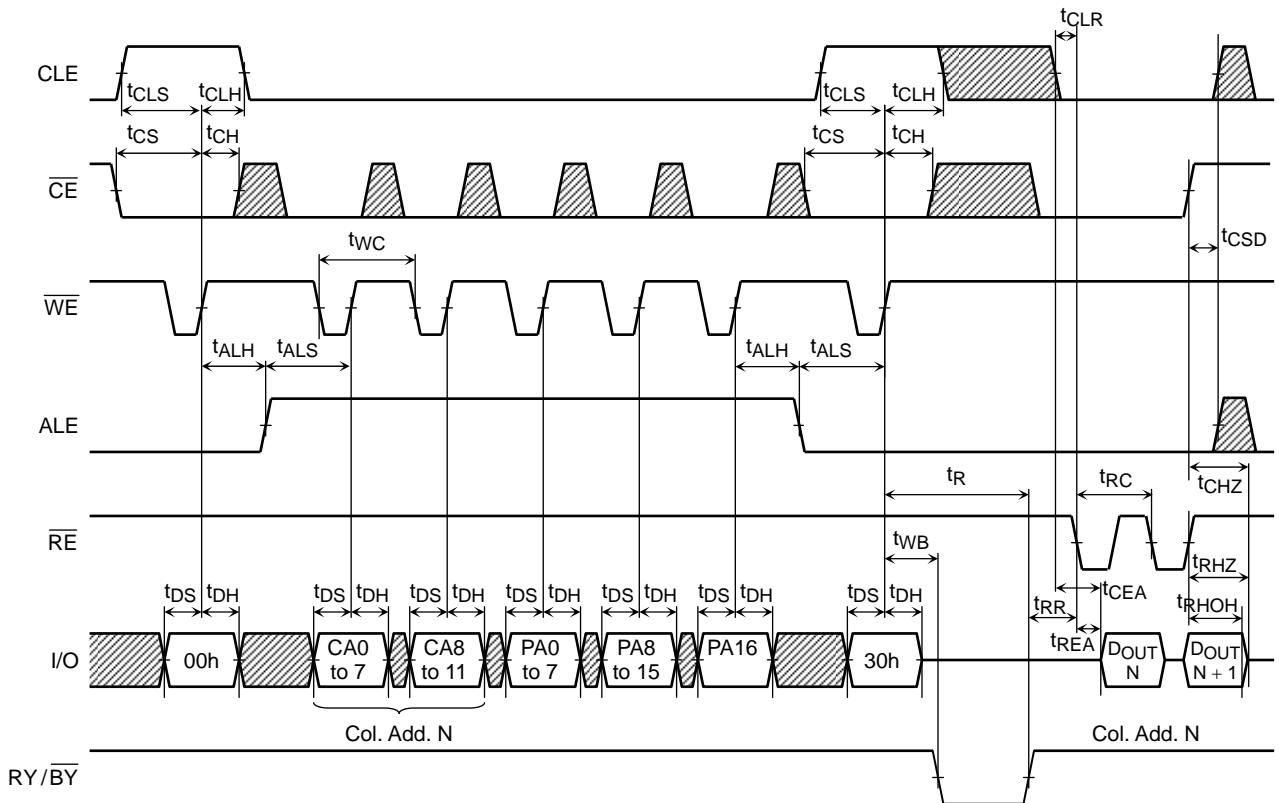 tCLR
CLE
tCLS tCLH tCLS tCLH
tCS tCH tCS tCH
CE
tWC
tCSD
WE
tALH tALS tALH tALS
ALE
tR tRC tCHZ
RE
tWB
tRHZ
tDS tDH tDS tDH tDS tDH tDS tDH tDS tDH tDS tDH tDS tDH tCEA
tRR tRHOH
tREA
I/O 00h CA0 to 7 CA8 to 11 PA0 to 7 PA8 to 15 PA16 30h DOUT N DOUT N + 1
Col. Add. N Col. Add. N
RY/BY